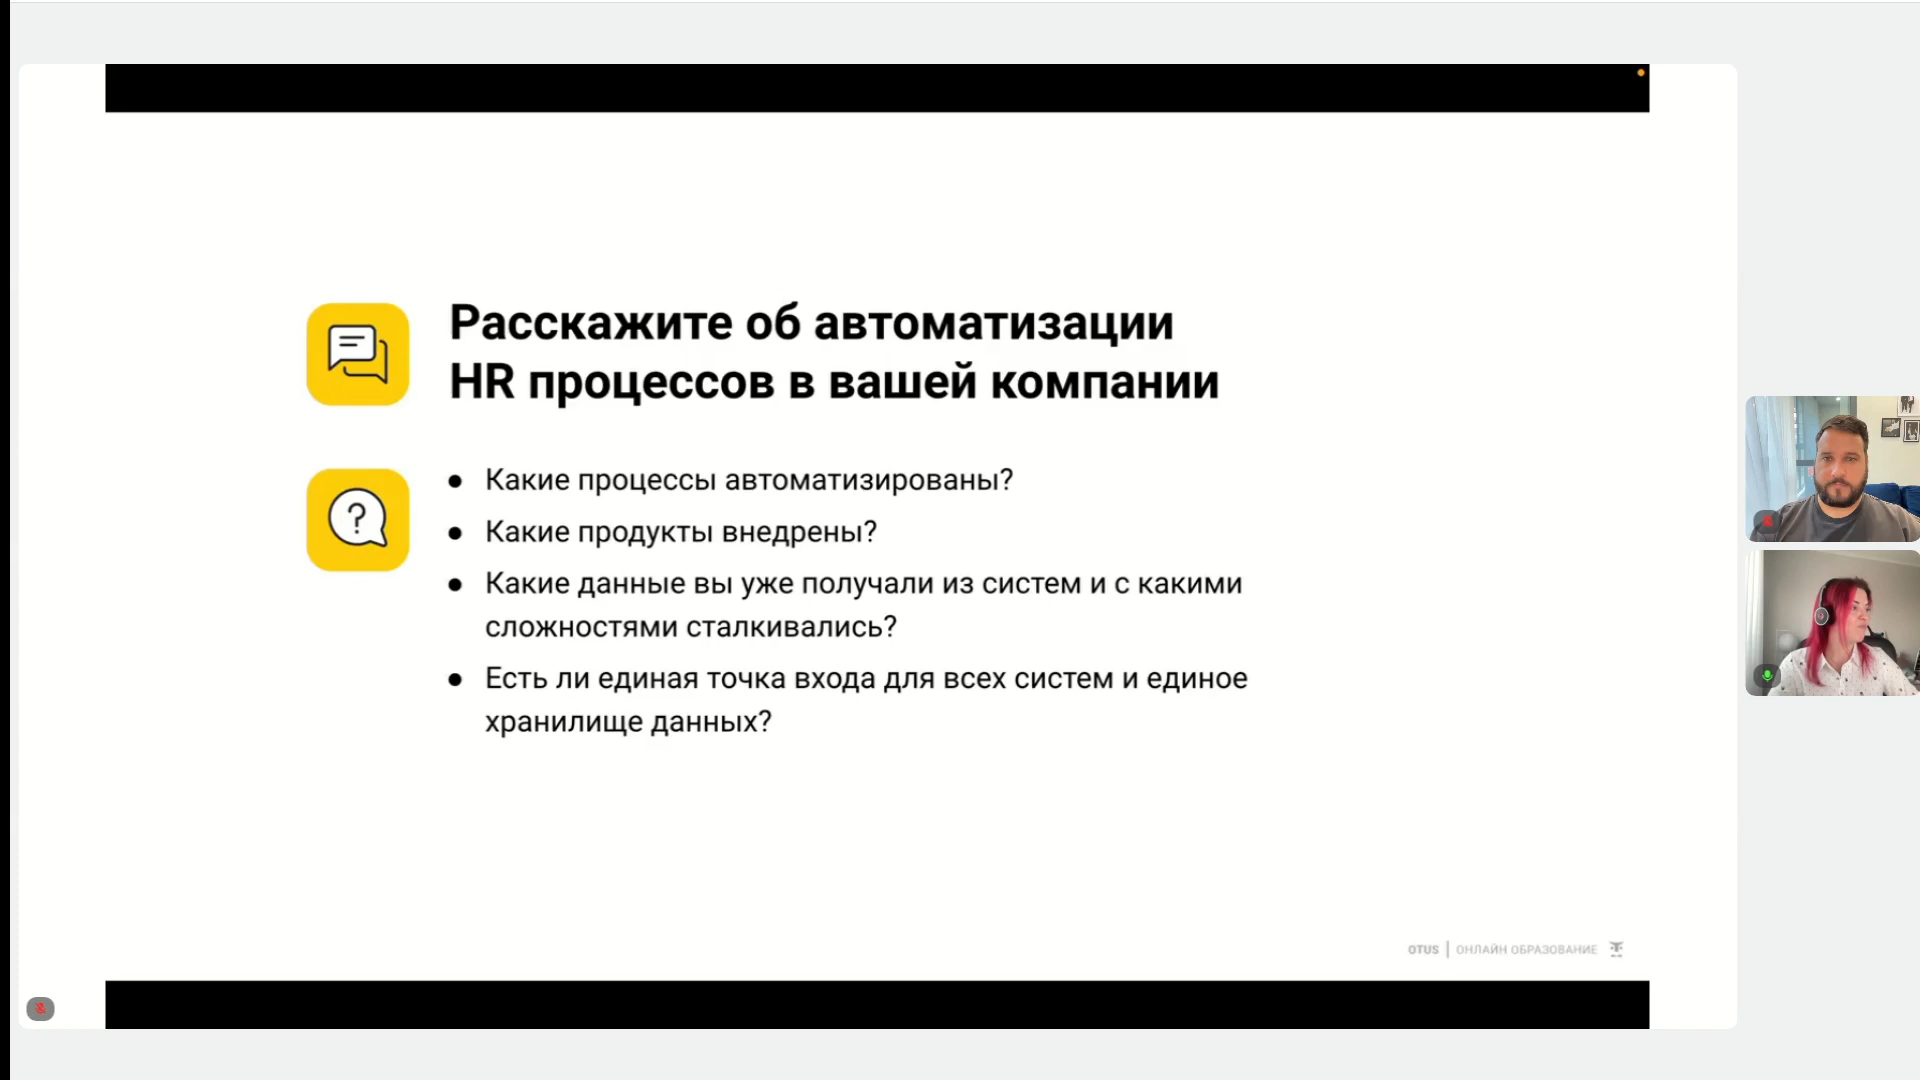 Расскажите об автоматизации
HR процессов в вашей компании
● Какие процессы автоматизированы?
● Какие продукты внедрены?
● Какие данные вы уже получали из систем и с какими
сложностями сталкивались?
● Есть ли единая точка входа для всех систем и единое
хранилище данных?
OTUS | ОНЛАЙН ОБРАЗОВАНИЕ